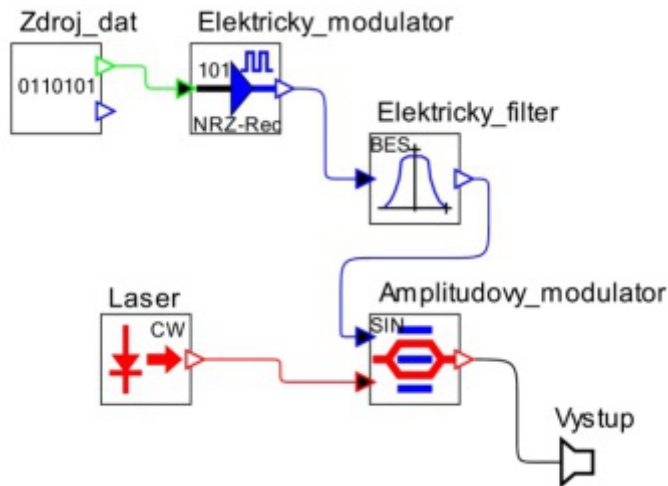 Zdroj_dat
Elektricky_modulator
0110101
101
NRZ-Rec
Elektricky_filter
BES
Laser
CW
Amplitudovy_modulator
SIN
Vystup